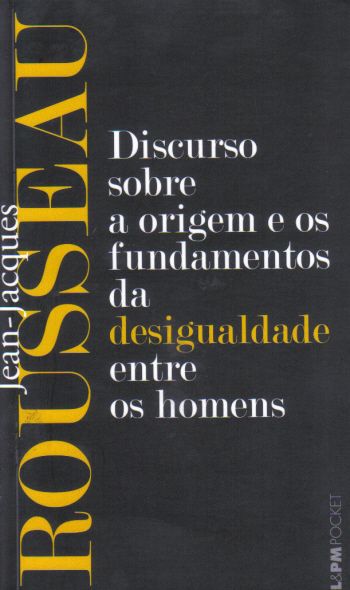 Jean-Jacques
ROUSSEAU
Discurso
sobre
a origem e os
fundamentos
da
desigualdade
entre
os homens
L&PM POCKET